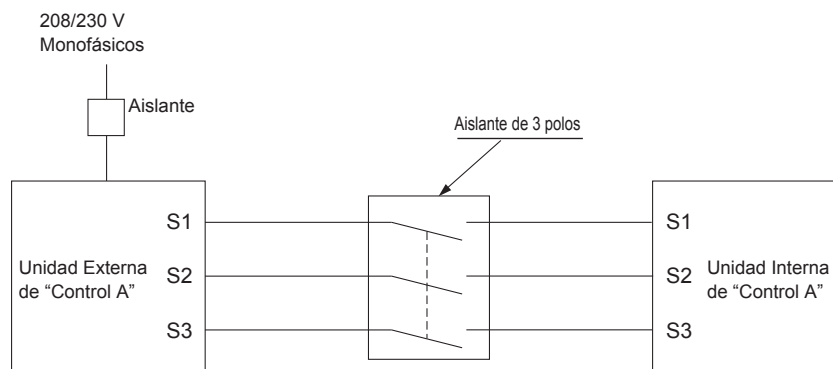 208/230 V
Monofásicos
Aislante
Aislante de 3 polos
Unidad Externa
de “Control A”
S1
S2
S3
S1
S2
S3
Unidad Interna
de “Control A”